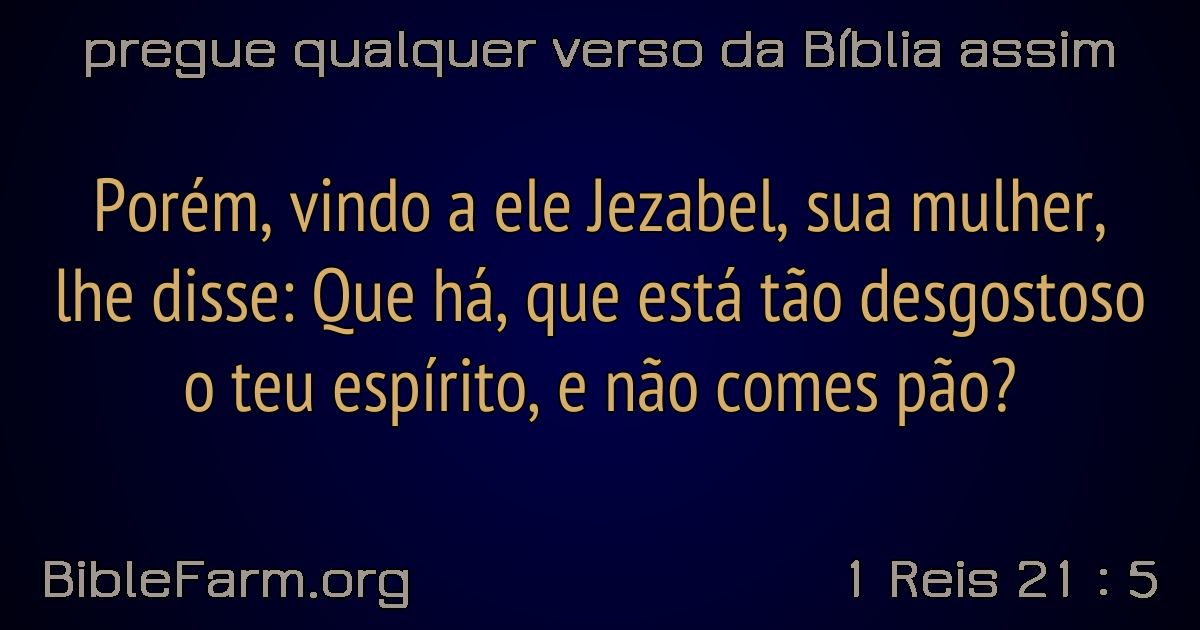 pregue qualquer verso da Bíblia assim
Porém, vindo a ele Jezabel, sua mulher,
lhe disse: Que há, que está tão desgostoso
o teu espírito, e não comes pão?
BibleFarm.org
1 Reis 21 : 5